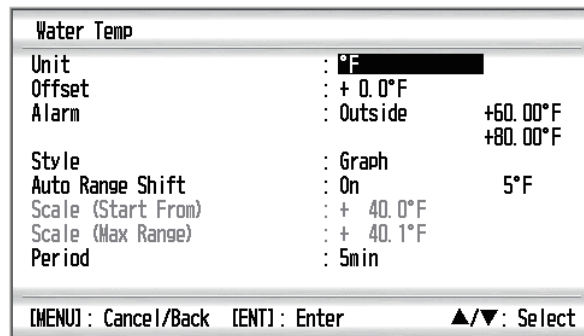 Water Temp
Unit : °F
Offset : + 0.0°F
Alarm : Outside +60.00°F
+80.00°F
Style : Graph
Auto Range Shift : On 5°F
Scale (Start From) : + 40.0°F
Scale (Max Range) : + 40.1°F
Period : 5min
[MENU]: Cancel/Back [ENT]: Enter ▲/▼: Select